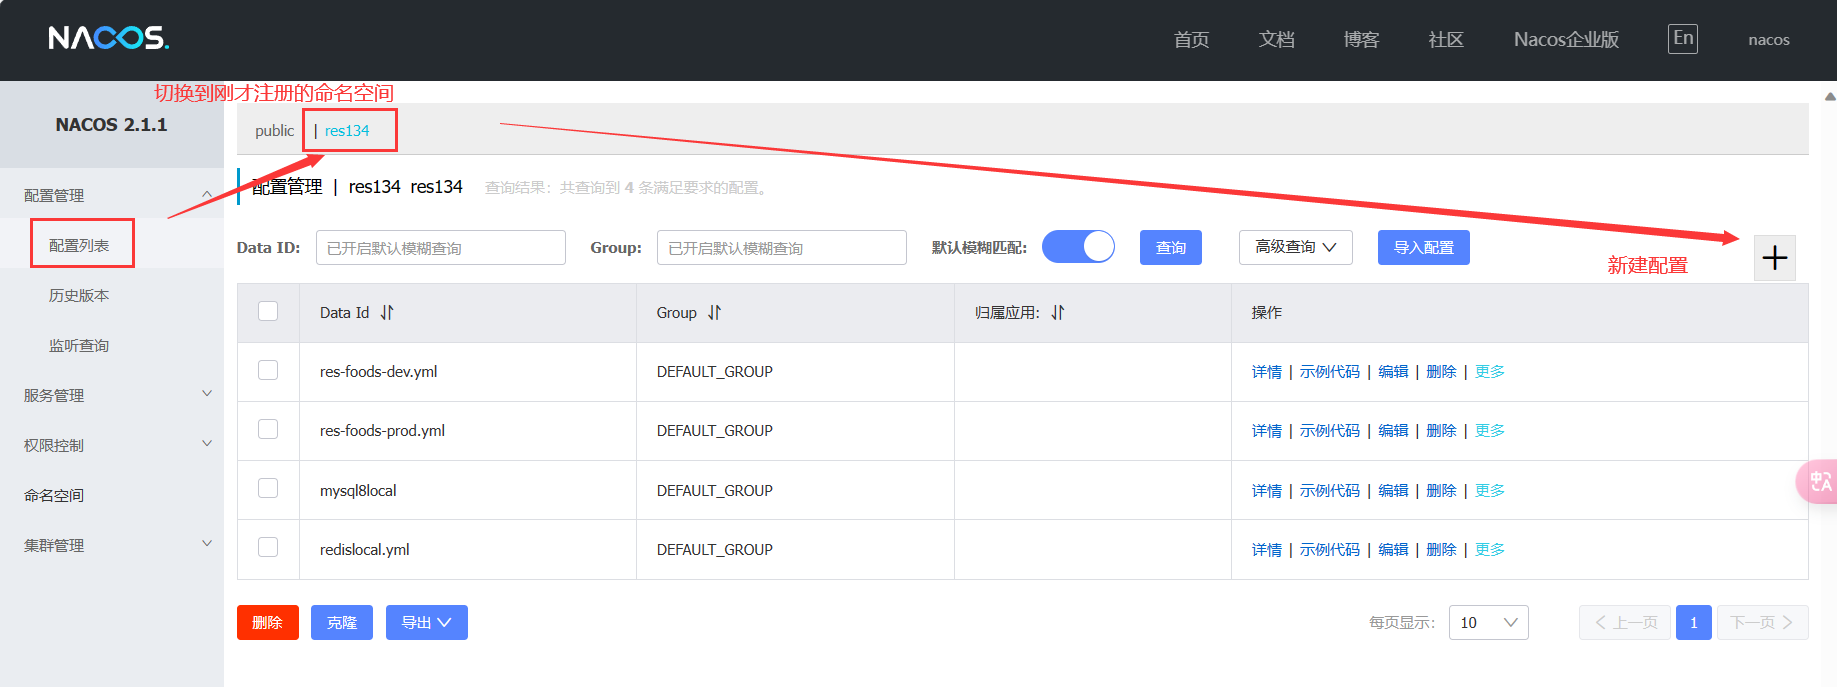 NACOS.
首页 文档 博客 社区 Nacos企业版 En nacos
切换到刚才注册的命名空间
NACOS 2.1.1
public | res134
配置管理
配置管理 | res134 res134 查询结果：共查询到 4 条满足要求的配置。
配置列表
Data ID: 已开启默认模糊查询 Group: 已开启默认模糊查询 默认模糊匹配: 查询 高级查询 导入配置
新建配置
历史版本
Data Id Group 归属应用: 操作
监听查询
res-foods-dev.yml DEFAULT_GROUP 详情 | 示例代码 | 编辑 | 删除 | 更多
服务管理
res-foods-prod.yml DEFAULT_GROUP 详情 | 示例代码 | 编辑 | 删除 | 更多
权限控制
mysql8local DEFAULT_GROUP 详情 | 示例代码 | 编辑 | 删除 | 更多
命名空间
redislocal.yml DEFAULT_GROUP 详情 | 示例代码 | 编辑 | 删除 | 更多
集群管理
删除 克隆 导出 每页显示: 10 上一页 1 下一页
中A